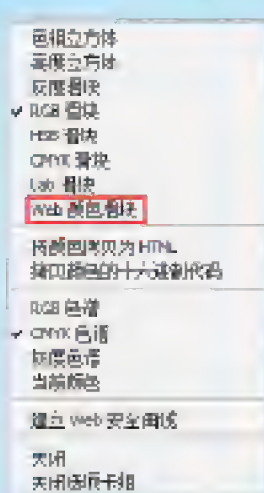 色相立方体
亮度立方体
灰度滑块
RGB 滑块
HSB 滑块
CMYK 滑块
Lab 滑块
Web 颜色滑块
将颜色拷贝为 HTML
拷贝颜色的十六进制代码
RGB 色谱
CMYK 色谱
灰度色谱
当前颜色
建立 Web 安全曲线
关闭
关闭选项卡组